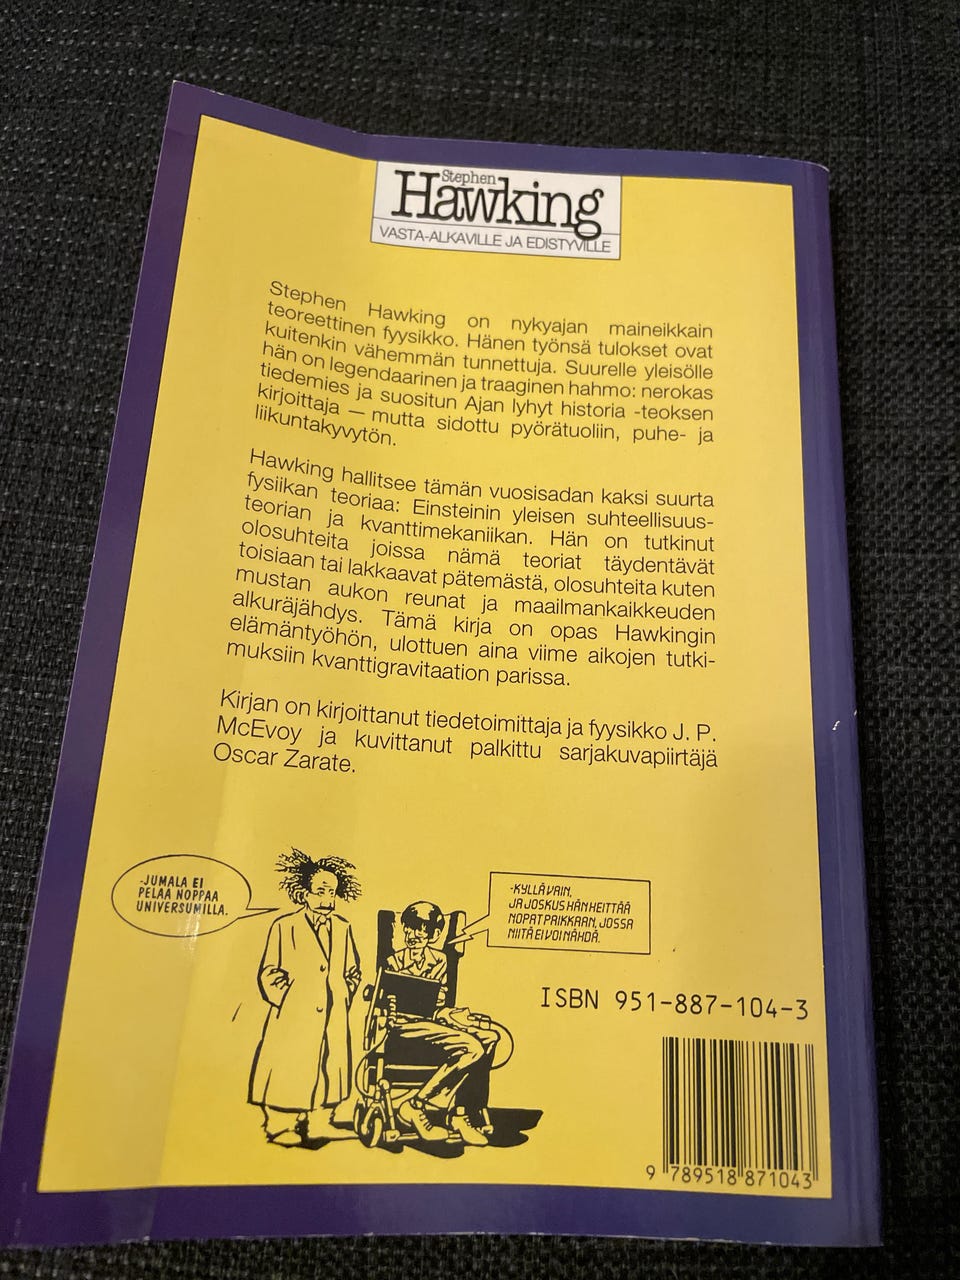 Stephen
Hawking
VASTA-ALKAVILLE JA EDISTYVILLE
Stephen Hawking on nykyajan maineikkain
teoreettinen fyysikko. Hänen työnsä tulokset ovat
kuitenkin vähemmän tunnettuja. Suurelle yleisölle
hän on legendaarinen ja traaginen hahmo: nerokas
tiedemies ja suositun Ajan lyhyt historia -teoksen
kirjoittaja — mutta sidottu pyörätuoliin, puhe- ja
liikuntakyvytön.
Hawking hallitsee tämän vuosisadan kaksi suurta
fysiikan teoriaa: Einsteinin yleisen suhteellisuus-
teorian ja kvanttimekaniikan. Hän on tutkinut
olosuhteita joissa nämä teoriat täydentävät
toisiaan tai lakkaavat pätemästä, olosuhteita kuten
mustan aukon reunat ja maailmankaikkeuden
alkuräjähdys. Tämä kirja on opas Hawkingin
elämäntyöhön, ulottuen aina viime aikojen tutki-
muksiin kvanttigravitaation parissa.
Kirjan on kirjoittanut tiedetoimittaja ja fyysikko J. P.
McEvoy ja kuvittanut palkittu sarjakuvapiirtäjä
Oscar Zarate.
-JUMALA EI
PELAA NOPPAA
UNIVERSUMILLA.
-KYLLÄ VAIN,
JA JOSKUS HÄN HEITTÄÄ
NOPAT PAIKKAAN, JOSSA
NIITÄ EI VOI NÄHDÄ.
ISBN 951-887-104-3
9 789518 871043